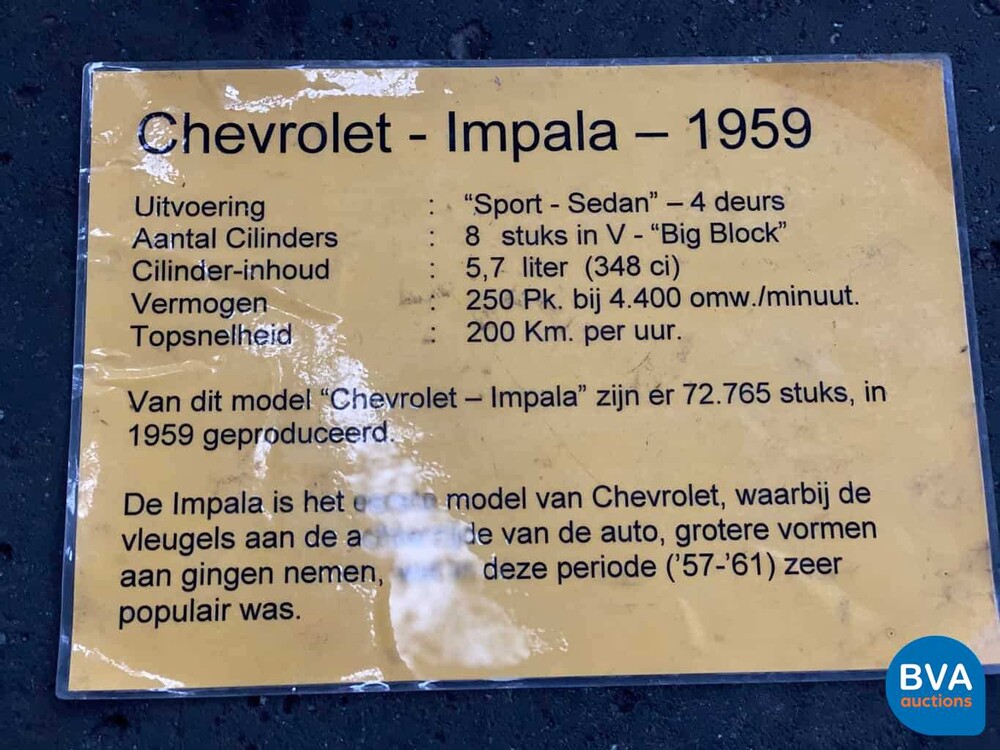 Chevrolet - Impala – 1959
Uitvoering : “Sport - Sedan” – 4 deurs
Aantal Cilinders : 8 stuks in V - “Big Block”
Cilinder-inhoud : 5,7 liter (348 ci)
Vermogen : 250 Pk. bij 4.400 omw./minuut.
Topsnelheid : 200 Km. per uur.
Van dit model “Chevrolet – Impala” zijn er 72.765 stuks, in
1959 geproduceerd.
De Impala is het eerste model van Chevrolet, waarbij de
vleugels aan de achterzijde van de auto, grotere vormen
aan gingen nemen, deze periode (’57-’61) zeer
populair was.
BVA
auctions